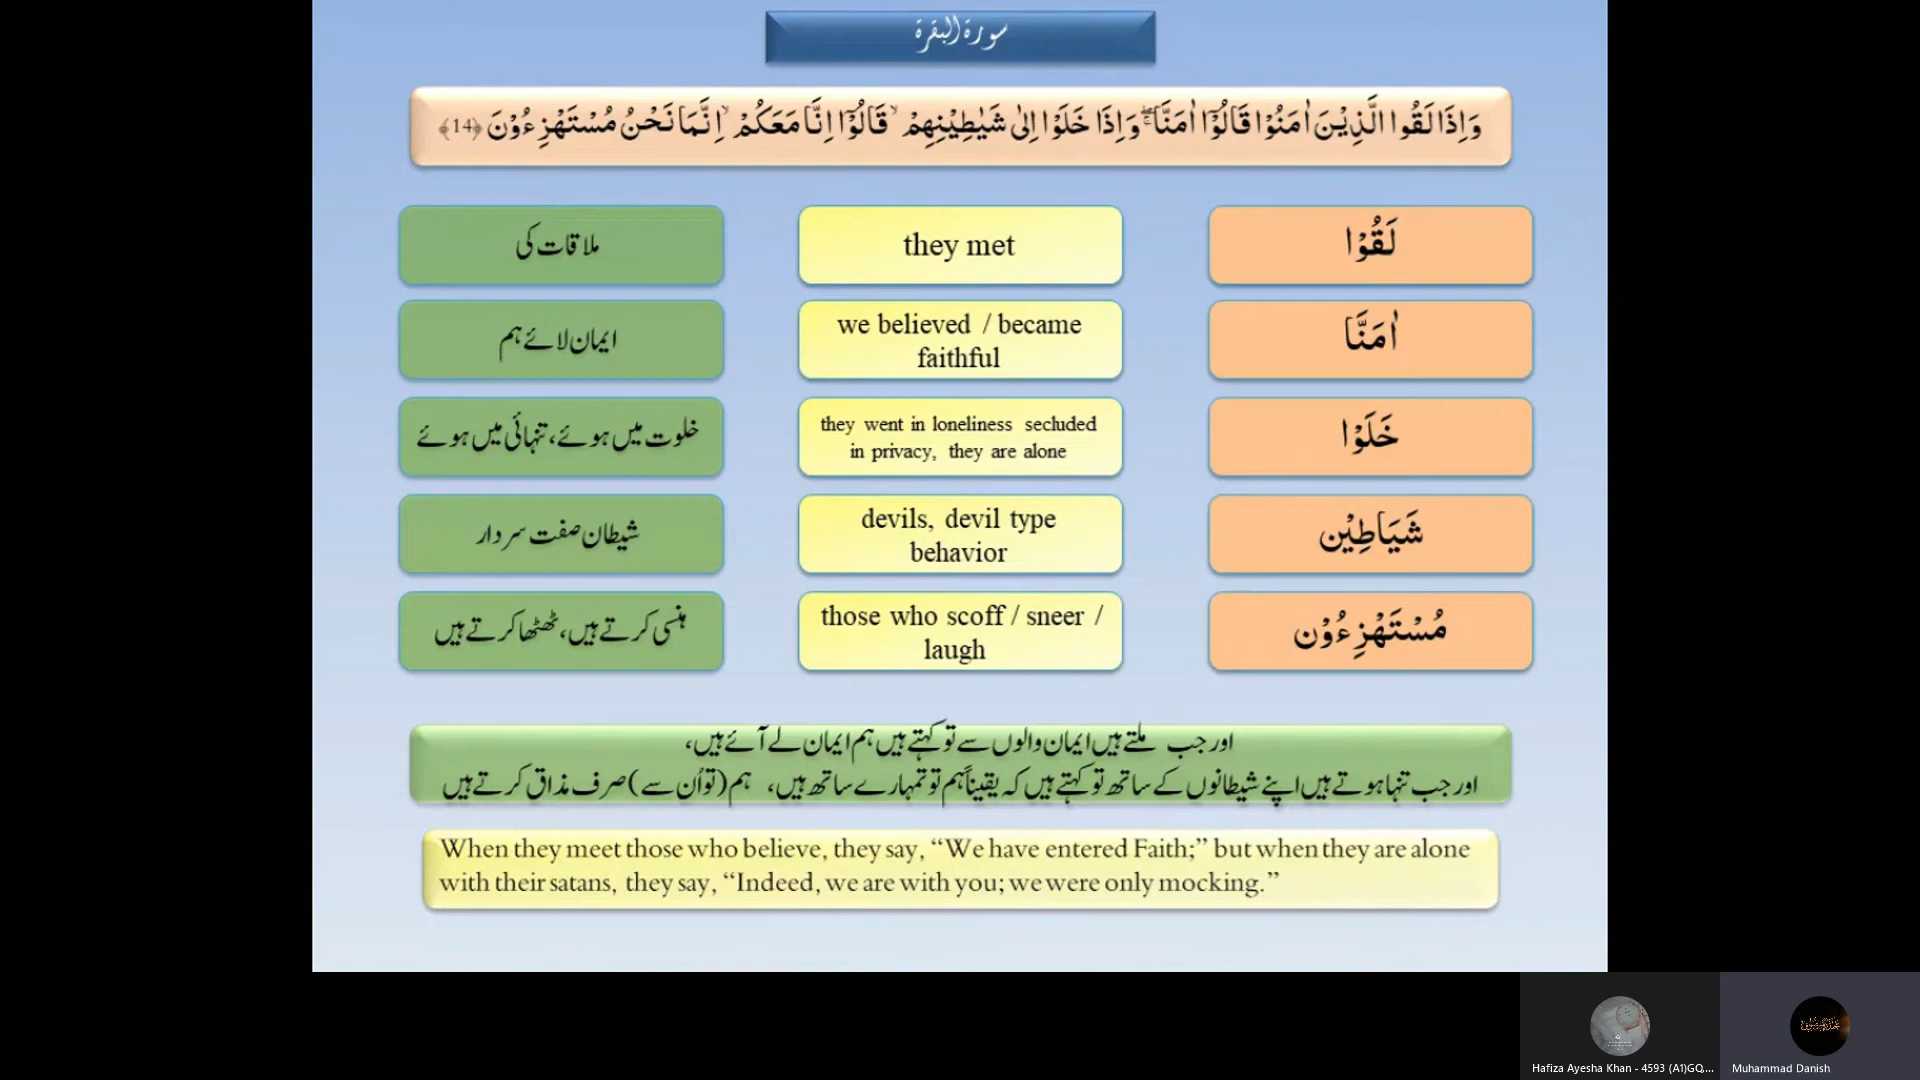 سورۃ البقرۃ
وَاِذَا لَقُوا الَّذِيْنَ اٰمَنُوْا قَالُوْٓا اٰمَنَّا ۚۖ وَاِذَا خَلَوْا اِلٰى شَيٰطِيْنِهِمْ ۙ قَالُوْٓا اِنَّا مَعَكُمْ ۙ اِنَّمَا نَحْنُ مُسْتَهْزِءُوْنَ ﴿14﴾
لَقُوْا
they met
ملاقات کی
اٰمَنَّا
we believed / became
faithful
ایمان لائے ہم
خَلَوْا
they went in loneliness secluded
in privacy, they are alone
خلوت میں ہوئے، تنہائی میں ہوئے
شَيَاطِيْن
devils, devil type
behavior
شیطان صفت سردار
مُسْتَهْزِءُوْن
those who scoff / sneer /
laugh
ہنسی کرتے ہیں، ٹھٹھا کرتے ہیں
اور جب ملتے ہیں ایمان والوں سے تو کہتے ہیں ہم ایمان لے آئے ہیں،
اور جب تنہا ہوتے ہیں اپنے شیطانوں کے ساتھ تو کہتے ہیں کہ یقیناً ہم تو تمہارے ساتھ ہیں، ہم (تو اُن سے) صرف مذاق کرتے ہیں
When they meet those who believe, they say, “We have entered Faith;” but when they are alone
with their satans, they say, “Indeed, we are with you; we were only mocking.”
Hafiza Ayesha Khan - 4593 (A1)GQ,...
Muhammad Danish